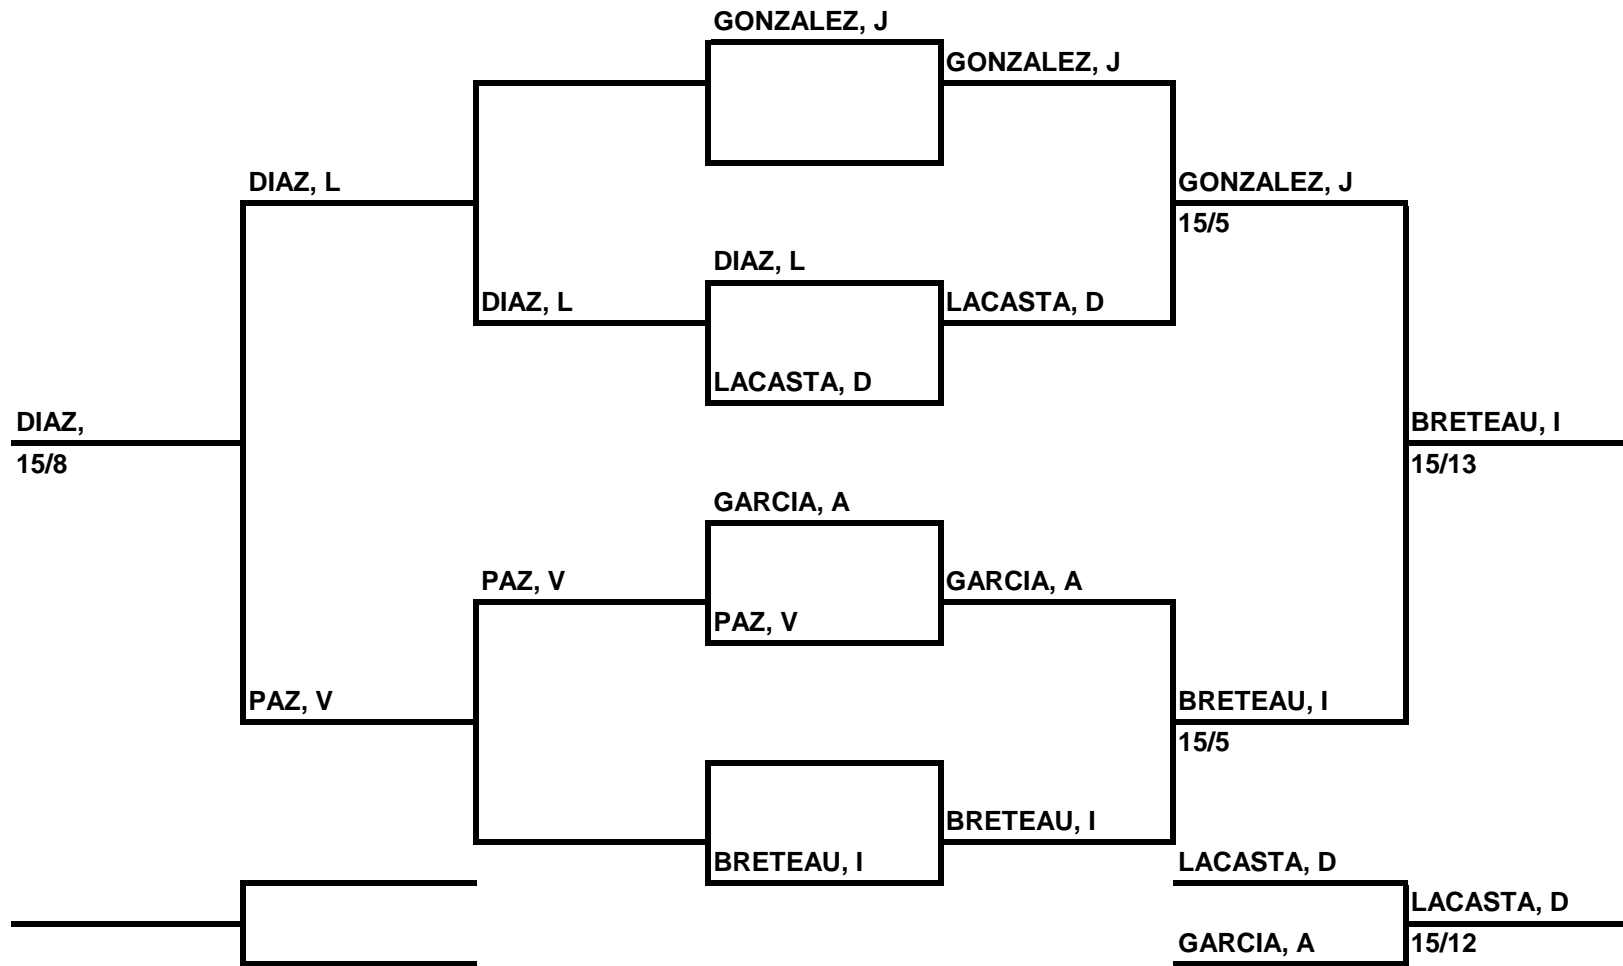 GONZALEZ, J
GONZALEZ, J
DIAZ, L
GONZALEZ, J
15/5
DIAZ, L
DIAZ, L
LACASTA, D
LACASTA, D
DIAZ,
15/8
BRETEAU, I
15/13
GARCIA, A
PAZ, V
GARCIA, A
PAZ, V
PAZ, V
BRETEAU, I
15/5
BRETEAU, I
BRETEAU, I
LACASTA, D
LACASTA, D
GARCIA, A
15/12